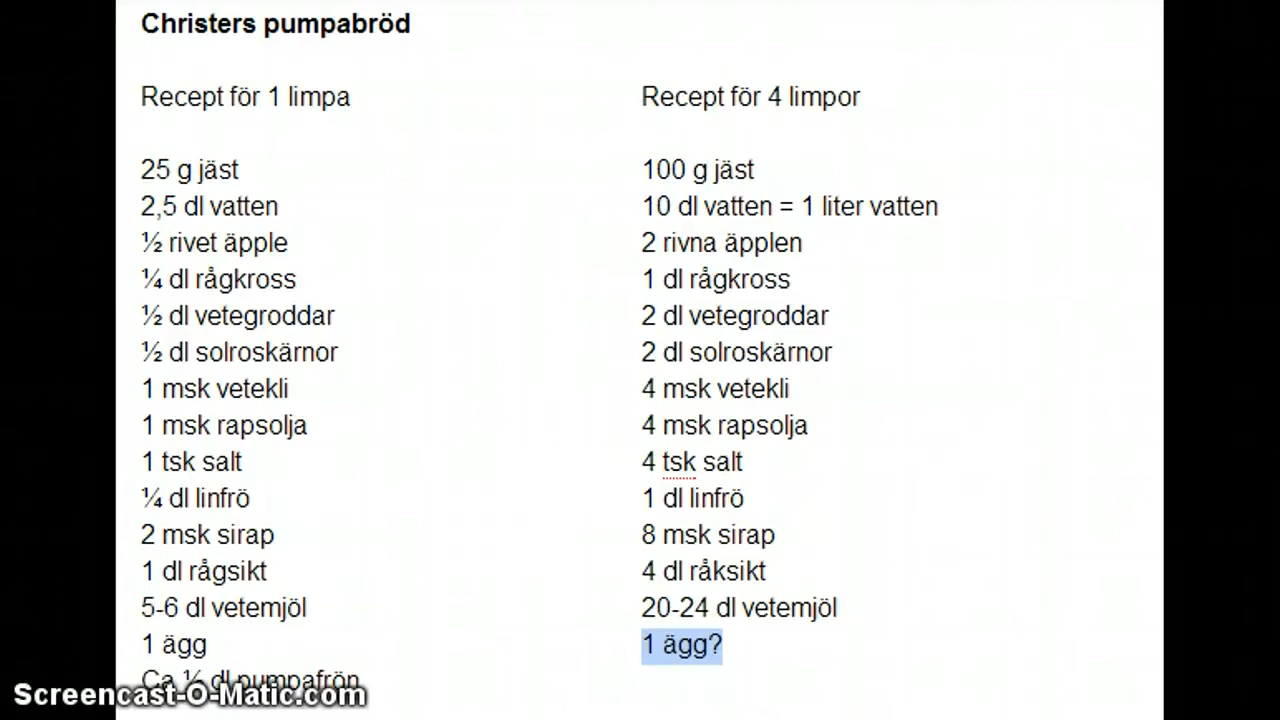 Christers pumpabröd
Recept för 1 limpa
25 g jäst
2,5 dl vatten
½ rivet äpple
¼ dl rågkross
½ dl vetegroddar
½ dl solroskärnor
1 msk vetekli
1 msk rapsolja
1 tsk salt
¼ dl linfrö
2 msk sirap
1 dl rågsikt
5-6 dl vetemjöl
1 ägg
Ca dl pumpafrön
Recept för 4 limpor
100 g jäst
10 dl vatten = 1 liter vatten
2 rivna äpplen
1 dl rågkross
2 dl vetegroddar
2 dl solroskärnor
4 msk vetekli
4 msk rapsolja
4 tsk salt
1 dl linfrö
8 msk sirap
4 dl råksikt
20-24 dl vetemjöl
1 ägg?
Screencast-O-Matic.com